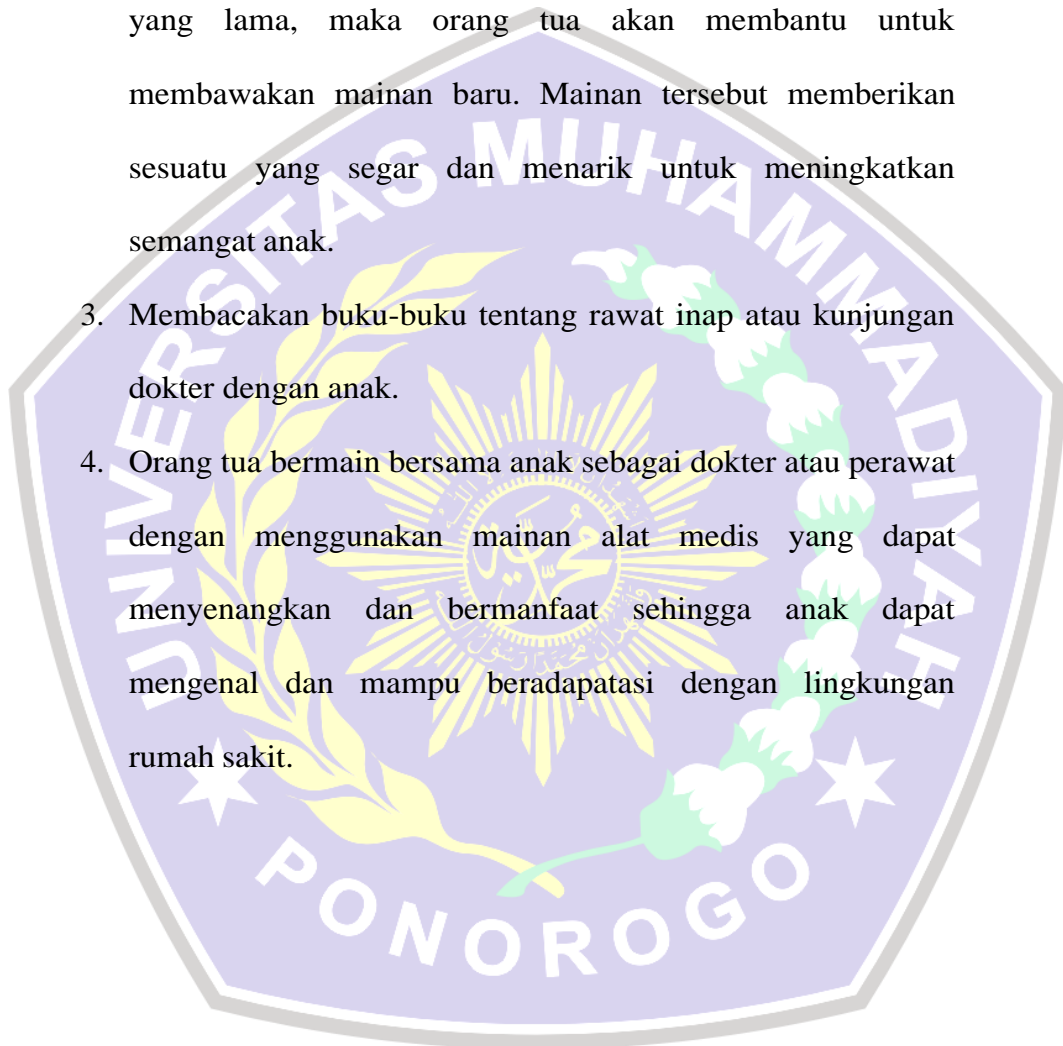 yang lama, maka orang tua akan membantu untuk
membawakan mainan baru. Mainan tersebut memberikan
sesuatu yang segar dan menarik untuk meningkatkan
semangat anak.
3. Membacakan buku-buku tentang rawat inap atau kunjungan
dokter dengan anak.
4. Orang tua bermain bersama anak sebagai dokter atau perawat
dengan menggunakan mainan alat medis yang dapat
menyenangkan dan bermanfaat sehingga anak dapat
mengenal dan mampu beradapatasi dengan lingkungan
rumah sakit.
UNIVERSITAS MUHAMMADIYAH
PONOROGO